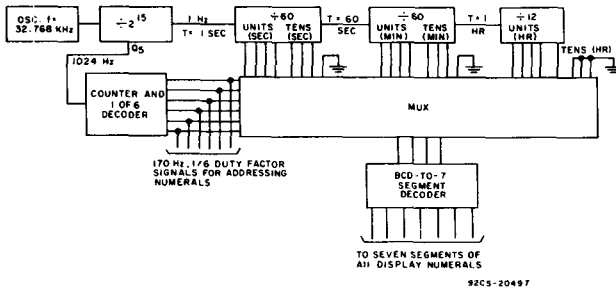 OSC. f=
32.768 KHz
÷2 15
1 Hz
T= 1 SEC
÷60
UNITS (SEC) TENS (SEC)
T = 60
SEC
÷60
UNITS (MIN) TENS (MIN)
T = 1
HR
÷12
UNITS (HR)
TENS (HR)
Q5
1024 Hz
COUNTER AND
1 OF 6
DECODER
MUX
170 Hz, 1/6 DUTY FACTOR
SIGNALS FOR ADDRESSING
NUMERALS
BCD-TO-7
SEGMENT
DECODER
TO SEVEN SEGMENTS OF
All DISPLAY NUMERALS
92CS-20497